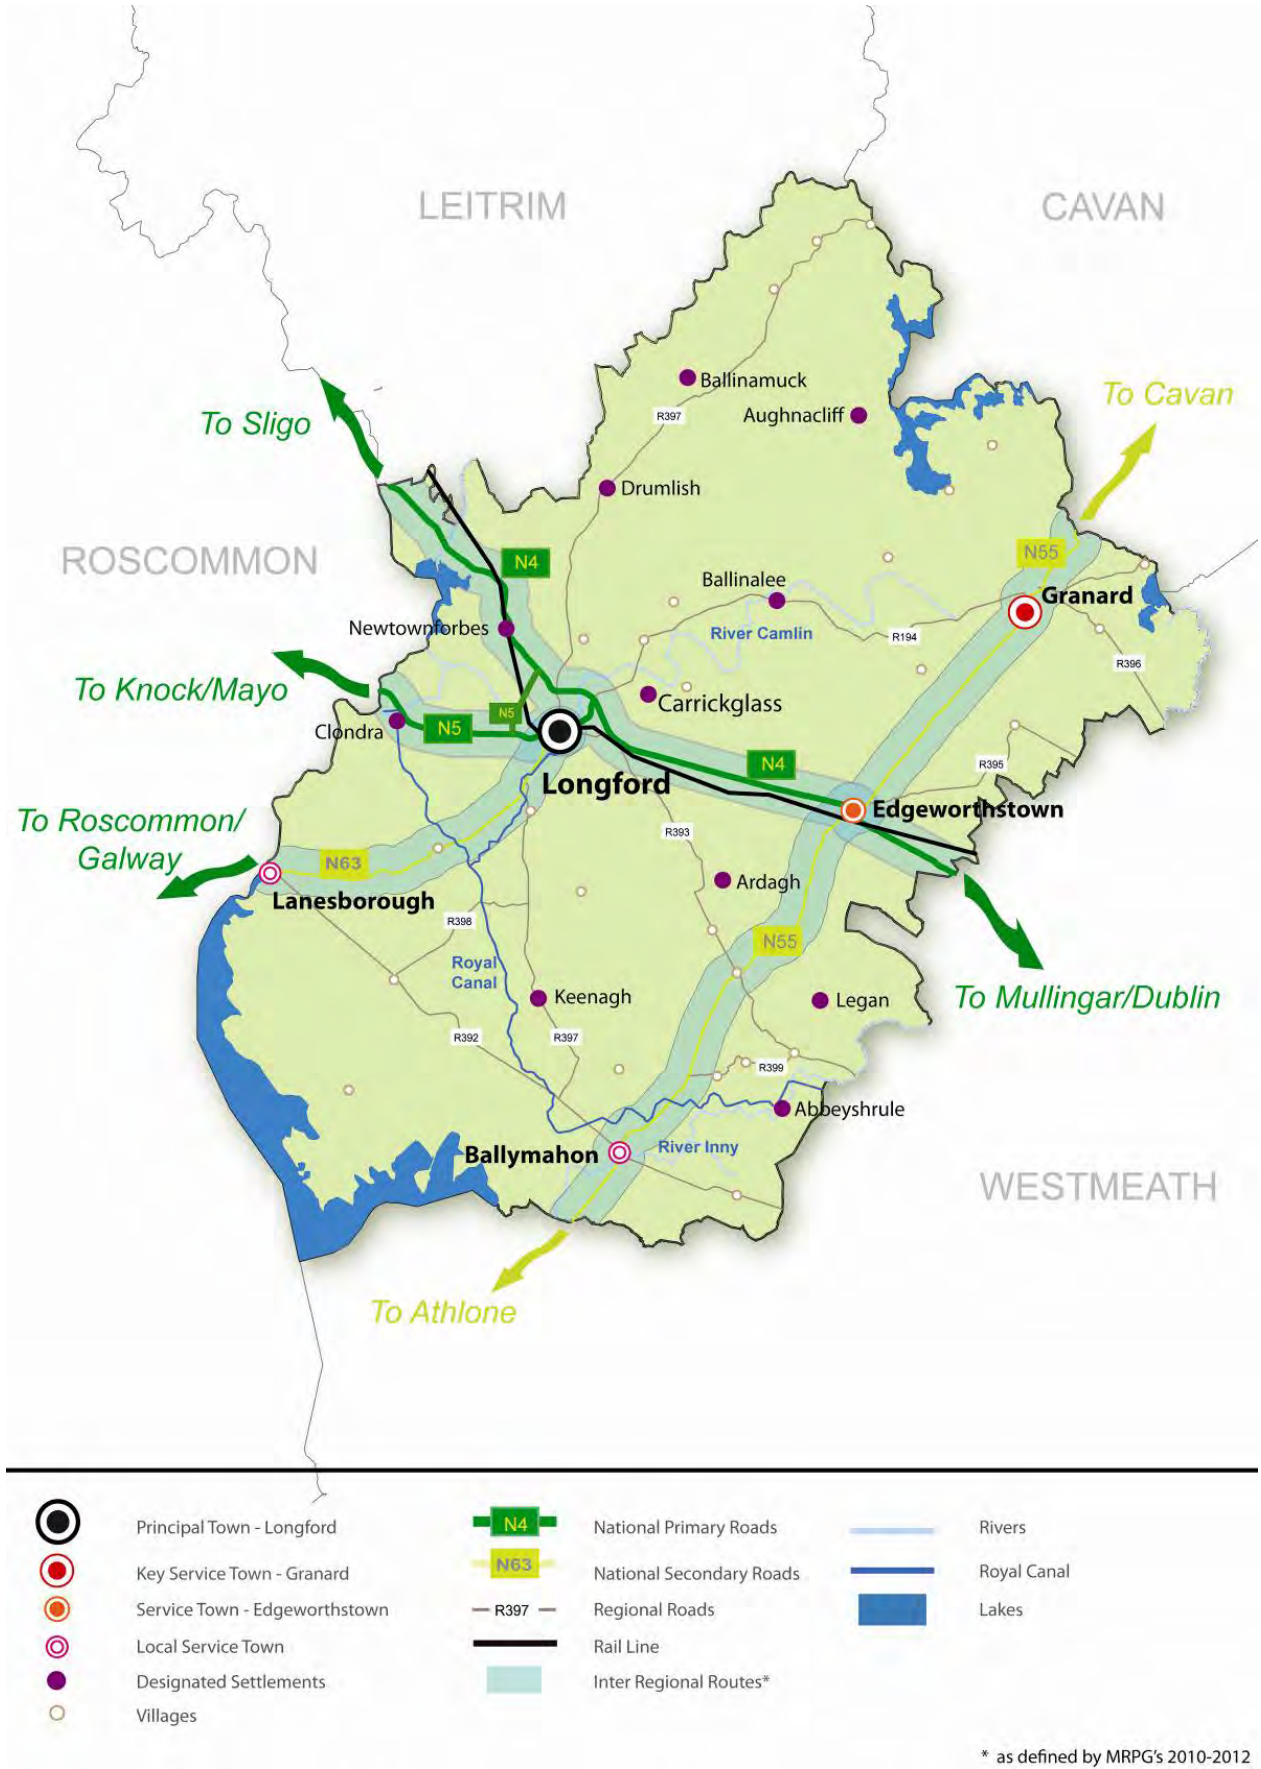 LEITRIM
CAVAN
Ballinamuck
To Cavan
To Sligo
R397
Aughnacliff
Drumlish
ROSCOMMON
N4
N55
Ballinalee
Granard
Newtownforbes
River Camlin
R194
R396
To Knock/Mayo
Carrickglass
N5
Clondra
N5
N4
R395
Longford
Edgeworthstown
To Roscommon/
Galway
R393
N63
Ardagh
Lanesborough
R398
N55
Royal
Canal
Keenagh
Legan
To Mullingar/Dublin
R392
R397
R399
Abbeyshrule
Ballymahon
River Inny
WESTMEATH
To Athlone
Principal Town - Longford
Key Service Town - Granard
Service Town - Edgeworthstown
Local Service Town
Designated Settlements
Villages
N4
National Primary Roads
N63
National Secondary Roads
R397
Regional Roads
Rail Line
Inter Regional Routes*
Rivers
Royal Canal
Lakes
* as defined by MRPG's 2010-2012